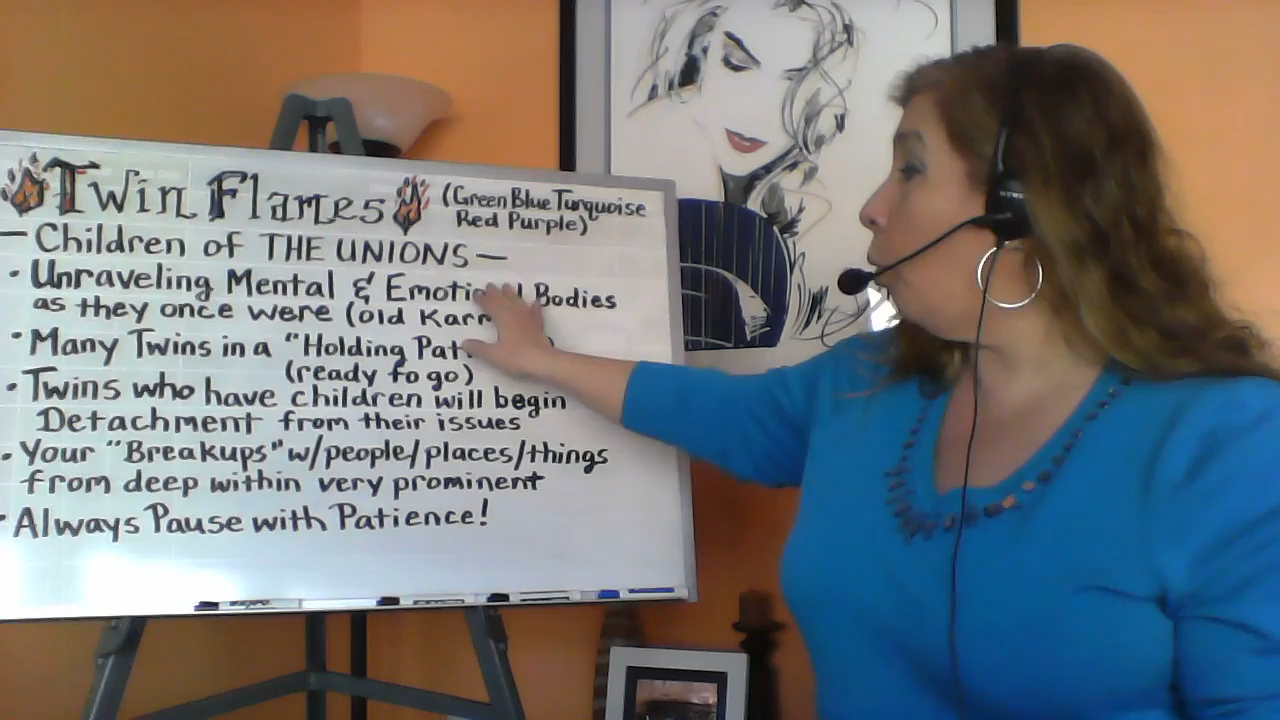 Twin Flames (Green Blue Turquoise
Red Purple)
– Children of THE UNIONS –
• Unraveling Mental & Emotional Bodies
as they once were (old Kar
• Many Twins in a "Holding Pat
(ready to go)
• Twins who have children will begin
Detachment from their issues
• Your "Breakups" w/people/places/things
from deep within very prominent
• Always Pause with Patience!